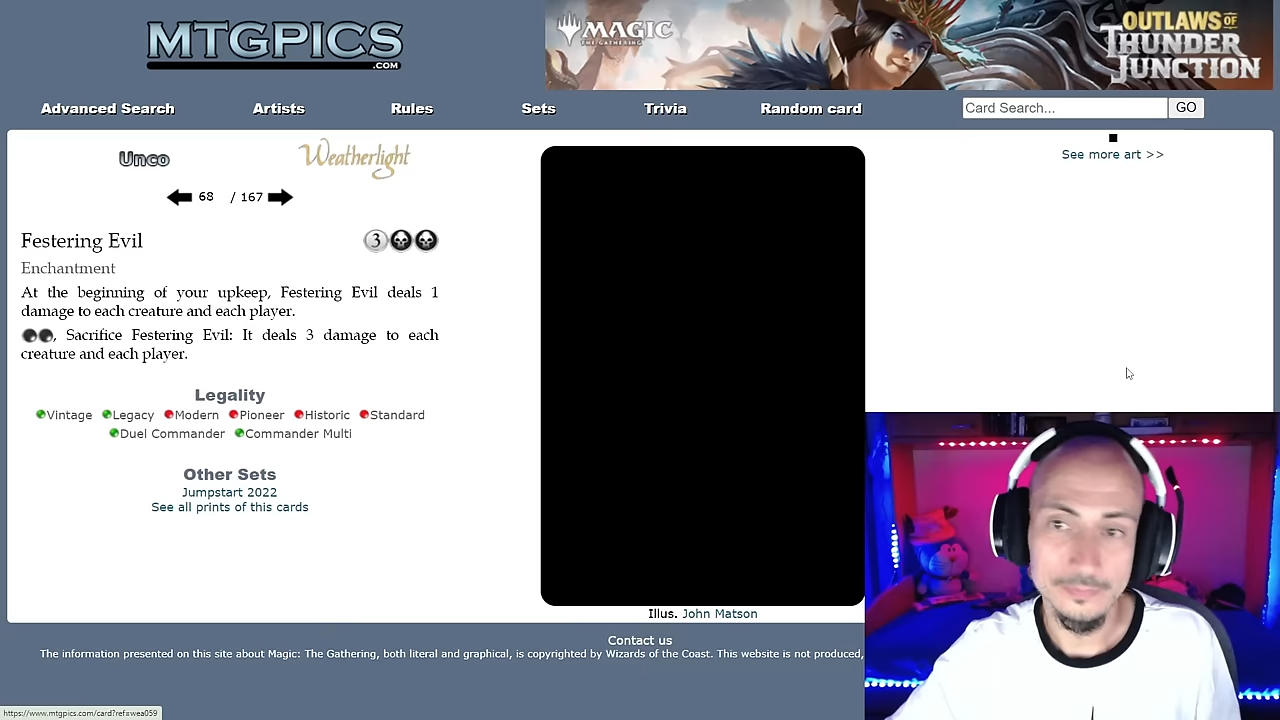 MTGPICS
.COM
MAGIC
THE GATHERING
OUTLAWS OF
THUNDER
JUNCTION
Advanced Search
Artists
Rules
Sets
Trivia
Random card
Card Search...
GO
Unco
Weatherlight
68 / 167
See more art >>
Festering Evil
3
Enchantment
At the beginning of your upkeep, Festering Evil deals 1
damage to each creature and each player.
, Sacrifice Festering Evil: It deals 3 damage to each
creature and each player.
Legality
Vintage Legacy Modern Pioneer Historic Standard
Duel Commander Commander Multi
Other Sets
Jumpstart 2022
See all prints of this cards
Illus. John Matson
Contact us
The information presented on this site about Magic: The Gathering, both literal and graphical, is copyrighted by Wizards of the Coast. This website is not produced,
https://www.mtgpics.com/card?ref=wea059